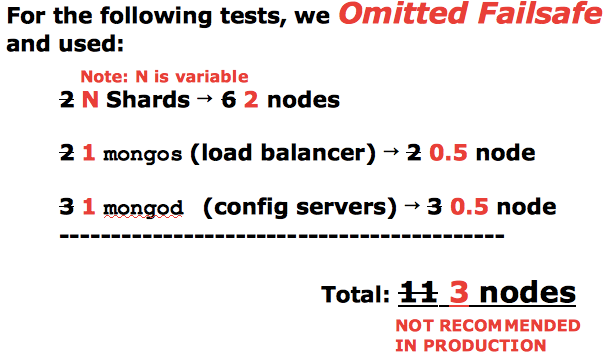 For the following tests, we Omitted Failsafe
and used:
Note: N is variable
2 N Shards → 6 2 nodes
2 1 mongos (load balancer) → 2 0.5 node
3 1 mongod (config servers) → 3 0.5 node
-------------------------------------------
Total: 11 3 nodes
NOT RECOMMENDED
IN PRODUCTION